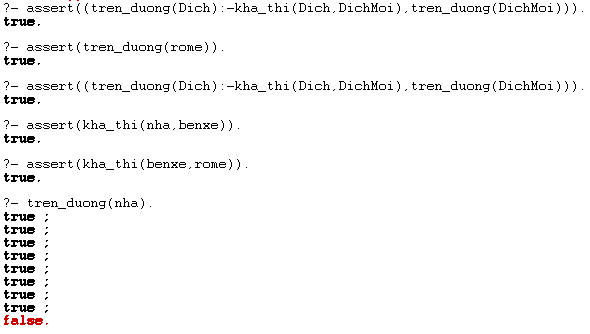 ?- assert((tren_duong(Dich):-kha_thi(Dich,DichMoi),tren_duong(DichMoi))).
true.
?- assert(tren_duong(rome)).
true.
?- assert((tren_duong(Dich):-kha_thi(Dich,DichMoi),tren_duong(DichMoi))).
true.
?- assert(kha_thi(nha,benxe)).
true.
?- assert(kha_thi(benxe,rome)).
true.
?- tren_duong(nha).
true ;
true ;
true ;
true ;
true ;
true ;
true ;
true ;
false.